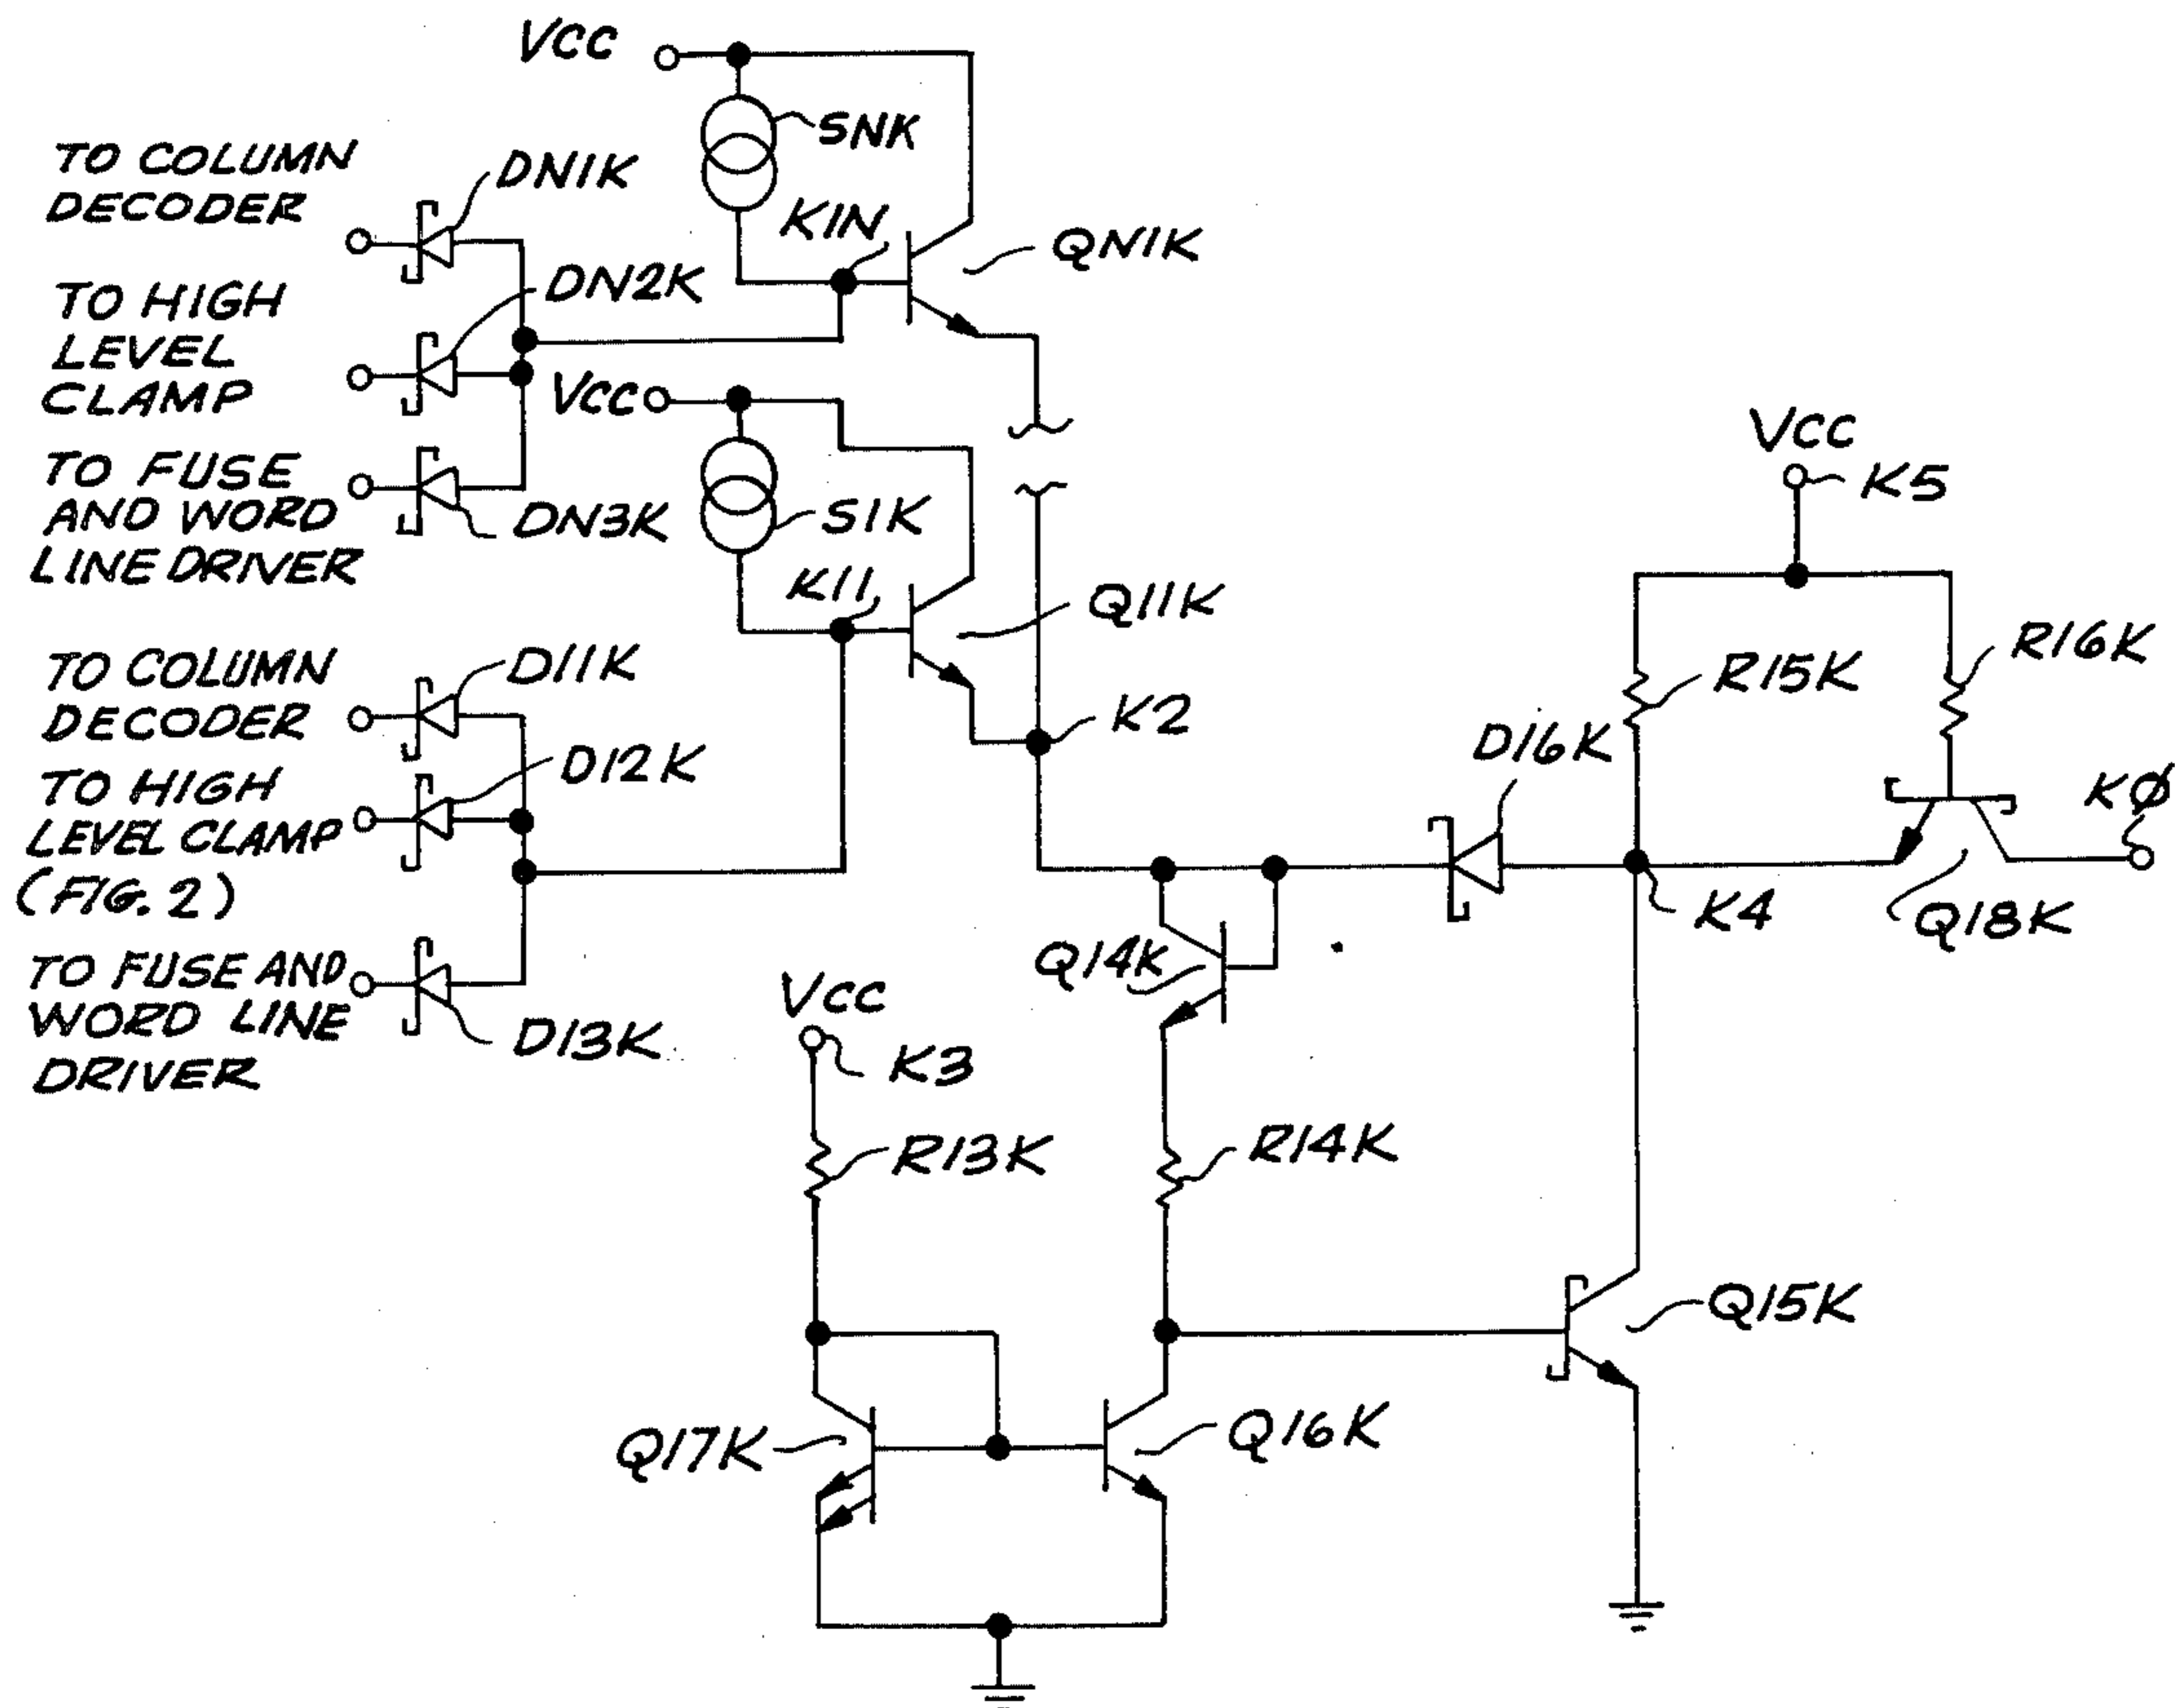 VCC
SNK
TO COLUMN
DECODER
DN1K
K1N
QN1K
TO HIGH
LEVEL
CLAMP
DN2K
VCC
TO FUSE
AND WORD
LINE DRIVER
DN3K
S1K
K11
Q11K
VCC
K5
TO COLUMN
DECODER
D11K
K2
R15K
R16K
TO HIGH
LEVEL CLAMP
(FIG. 2)
D12K
D16K
KØ
K4
Q18K
Q14K
TO FUSE AND
WORD LINE
DRIVER
D13K
VCC
K3
R13K
R14K
Q15K
Q17K
Q16K